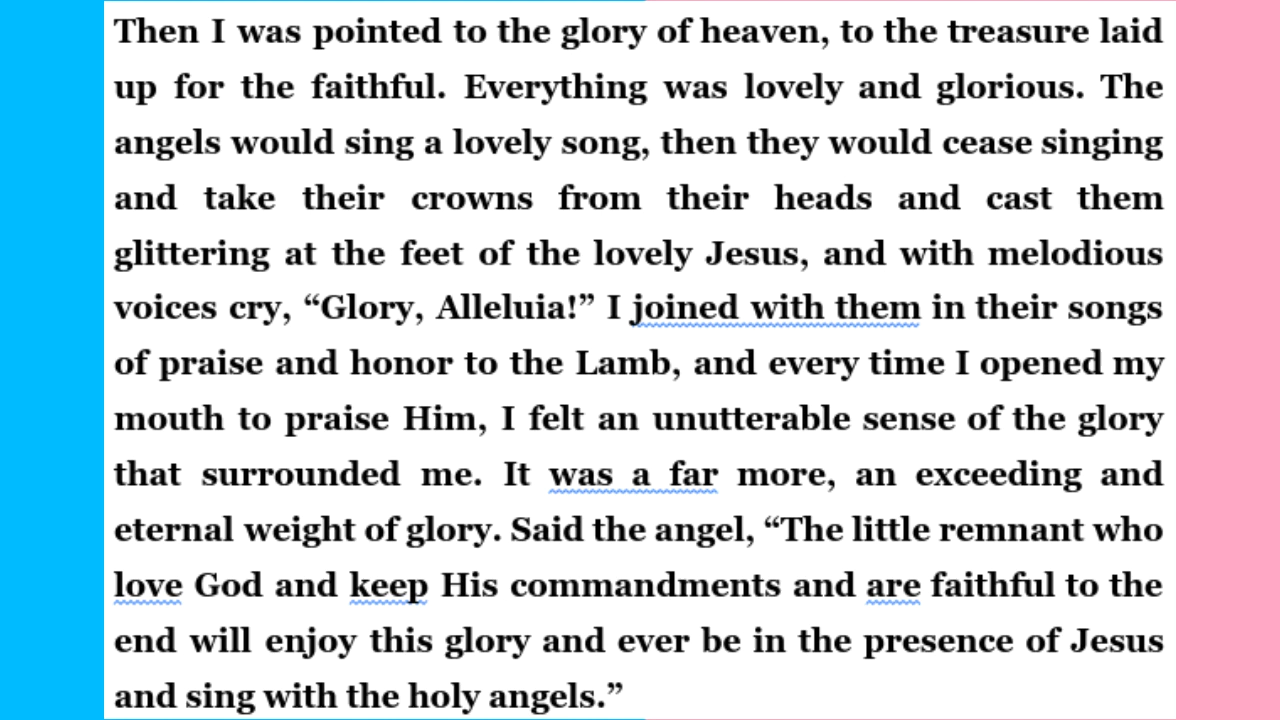 Then I was pointed to the glory of heaven, to the treasure laid
up for the faithful. Everything was lovely and glorious. The
angels would sing a lovely song, then they would cease singing
and take their crowns from their heads and cast them
glittering at the feet of the lovely Jesus, and with melodious
voices cry, “Glory, Alleluia!” I joined with them in their songs
of praise and honor to the Lamb, and every time I opened my
mouth to praise Him, I felt an unutterable sense of the glory
that surrounded me. It was a far more, an exceeding and
eternal weight of glory. Said the angel, “The little remnant who
love God and keep His commandments and are faithful to the
end will enjoy this glory and ever be in the presence of Jesus
and sing with the holy angels.”